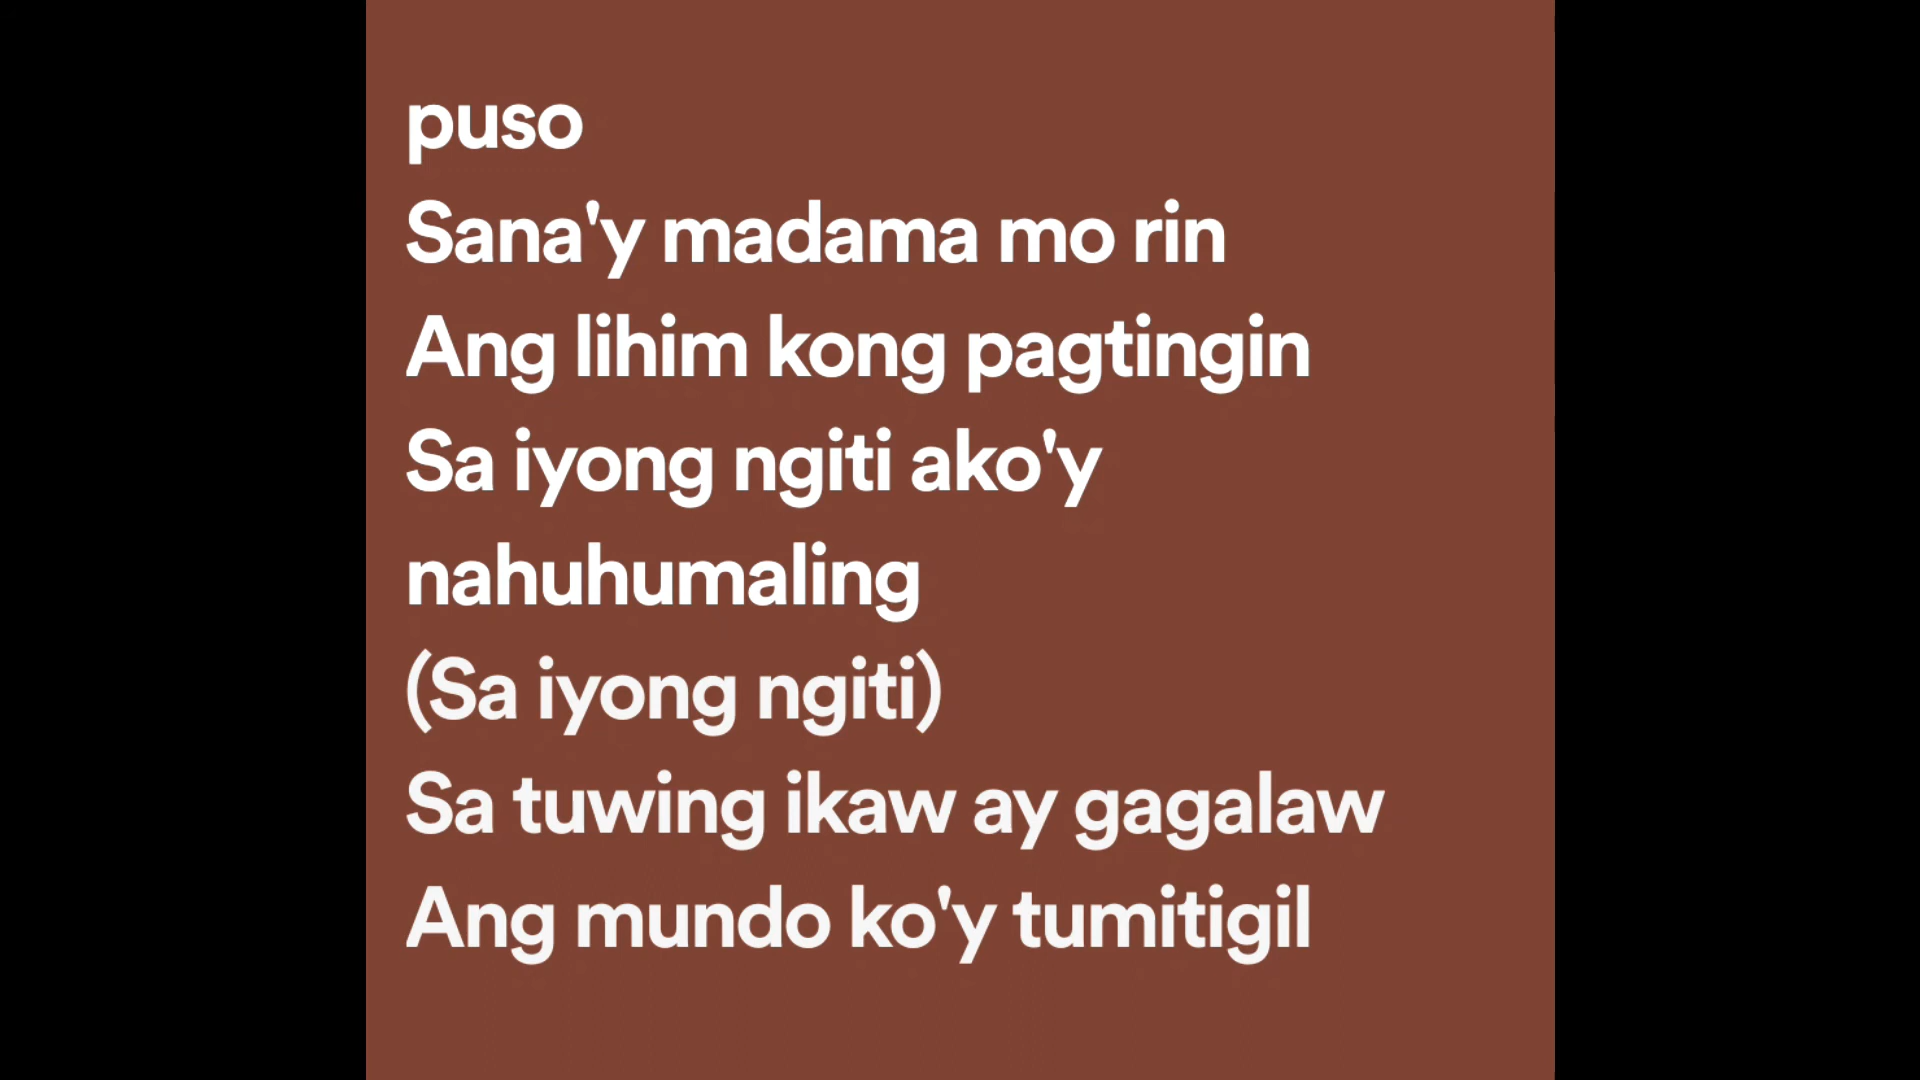 puso
Sana'y madama mo rin
Ang lihim kong pagtingin
Sa iyong ngiti ako'y
nahuhumaling
(Sa iyong ngiti)
Sa tuwing ikaw ay gagalaw
Ang mundo ko'y tumitigil